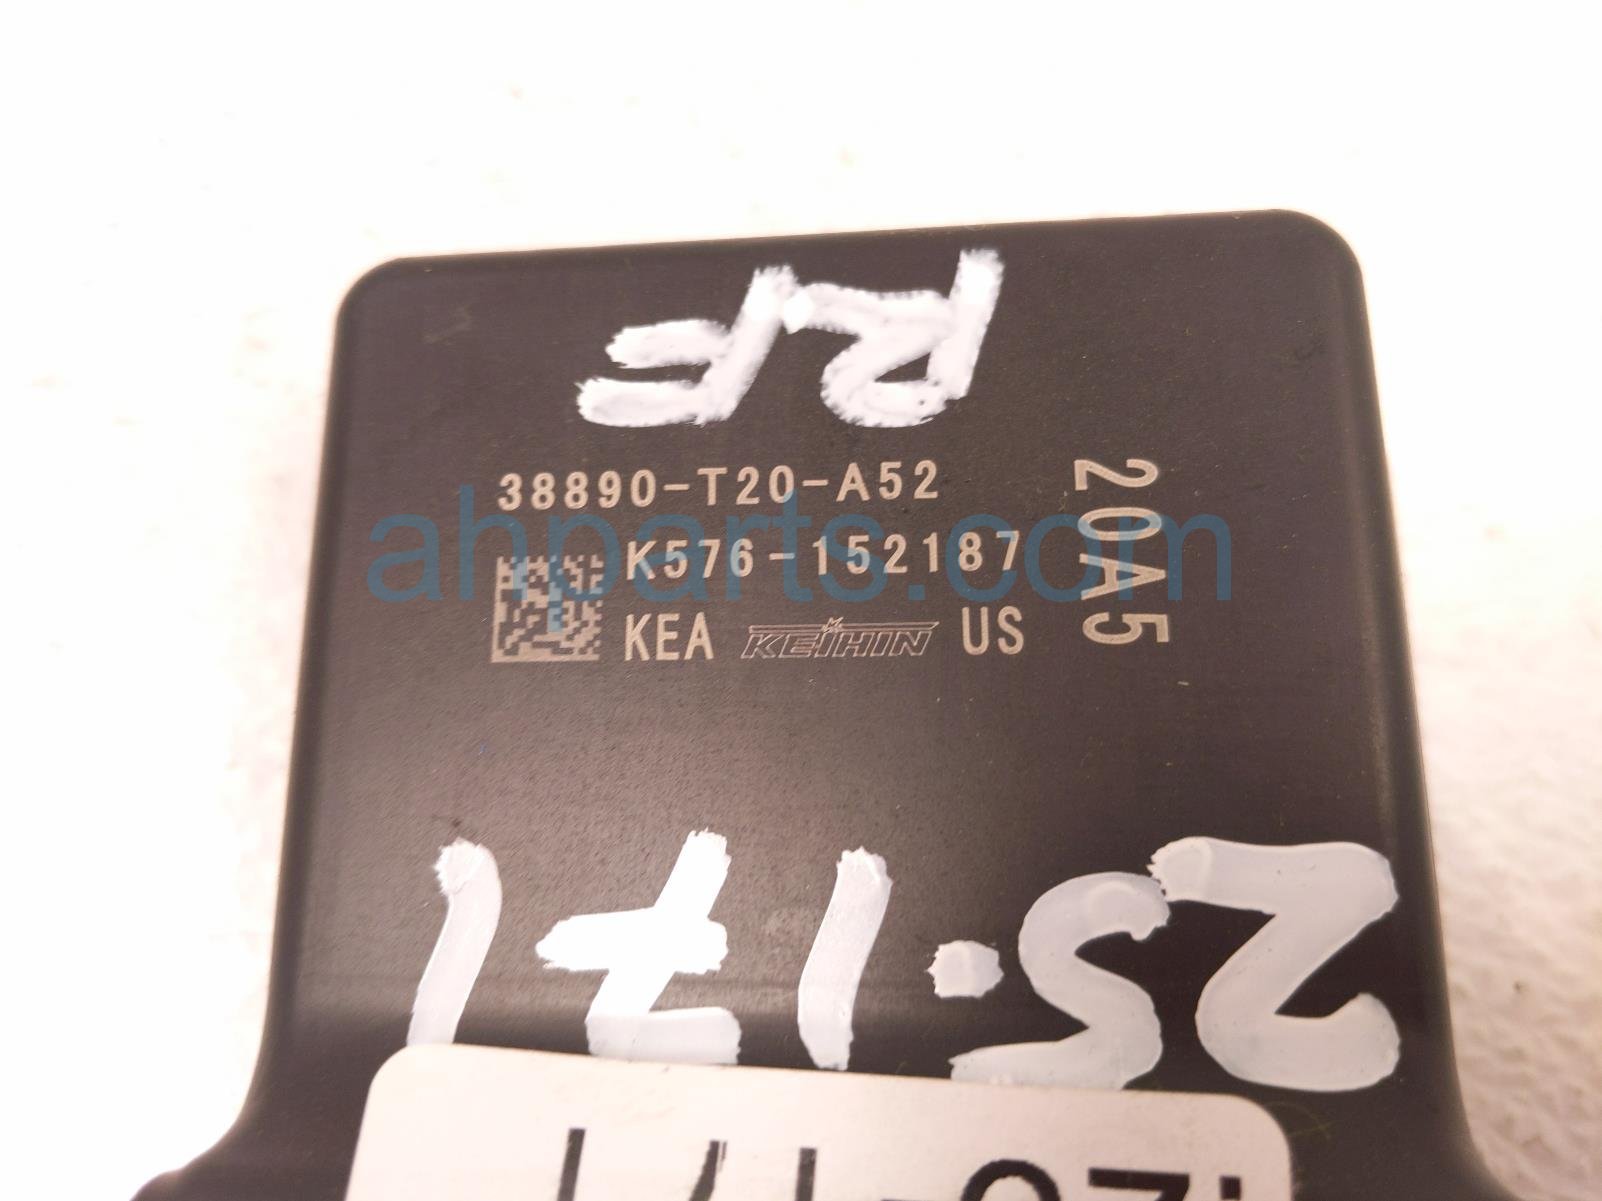 RF
38890-T20-A52
K576-152187
KEA KEIHIN US
20A5
25.171
ahparts.com